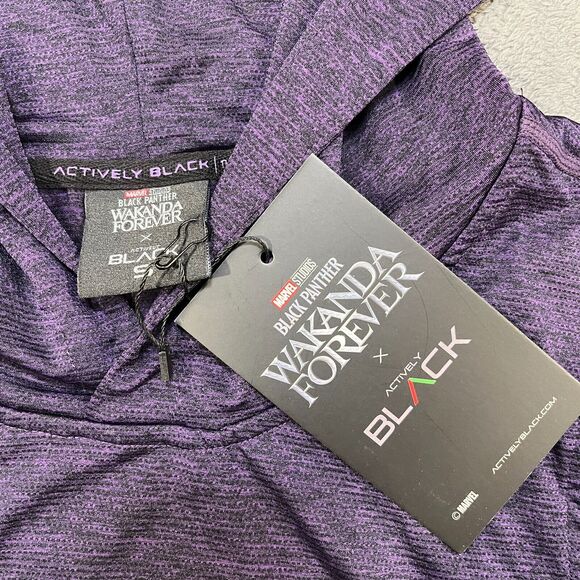 ACTIVELY BLACK
MARVEL STUDIOS
BLACK PANTHER
WAKANDA
FOREVER
X
ACTIVELY
BLACK
S
MARVEL STUDIOS
BLACK PANTHER
WAKANDA
FOREVER
X
ACTIVELY
BLACK
ACTIVELYBLACK.COM
© MARVEL